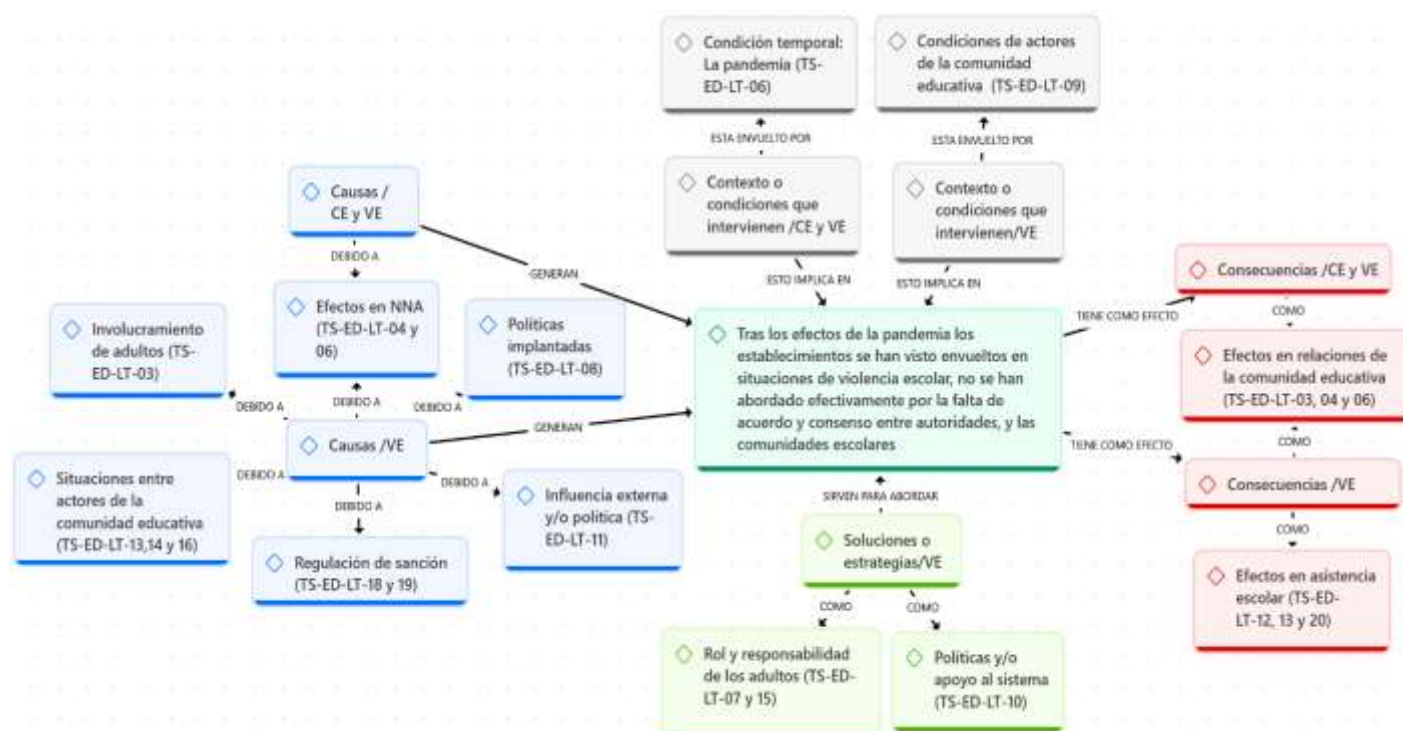 Condición temporal:
La pandemia (TS-
ED-LT-06)
Condiciones de actores
de la comunidad
educativa (TS-ED-LT-09)
ESTA ENVUELTO POR
ESTA ENVUELTO POR
Contexto o
condiciones que
intervienen /CE y VE
Contexto o
condiciones que
intervienen/VE
ESTO IMPLICA EN
ESTO IMPLICA EN
Causas /
CE y VE
DEBIDO A
GENERAN
Efectos en NNA
(TS-ED-LT-04 y
06)
Involucramiento
de adultos (TS-
ED-LT-03)
Políticas
implantadas
(TS-ED-LT-08)
DEBIDO A
DEBIDO A
DEBIDO A
Causas /VE
GENERAN
Situaciones entre
actores de la
comunidad educativa
(TS-ED-LT-13,14 y 16)
DEBIDO A
DEBIDO A
DEBIDO A
Influencia externa
y/o política (TS-
ED-LT-11)
Regulación de sanción
(TS-ED-LT-18 y 19)
Tras los efectos de la pandemia los
establecimientos se han visto envueltos en
situaciones de violencia escolar, no se han
abordado efectivamente por la falta de
acuerdo y consenso entre autoridades, y las
comunidades escolares
SIRVEN PARA ABORDAR
Soluciones o
estrategias/VE
COMO
COMO
Rol y responsabilidad
de los adultos (TS-ED-
LT-07 y 15)
Políticas y/o
apoyo al sistema
(TS-ED-LT-10)
TIENE COMO EFECTO
Consecuencias /CE y VE
COMO
Efectos en relaciones de
la comunidad educativa
(TS-ED-LT-03, 04 y 06)
TIENE COMO EFECTO
COMO
Consecuencias /VE
COMO
Efectos en asistencia
escolar (TS-ED-
LT-12, 13 y 20)